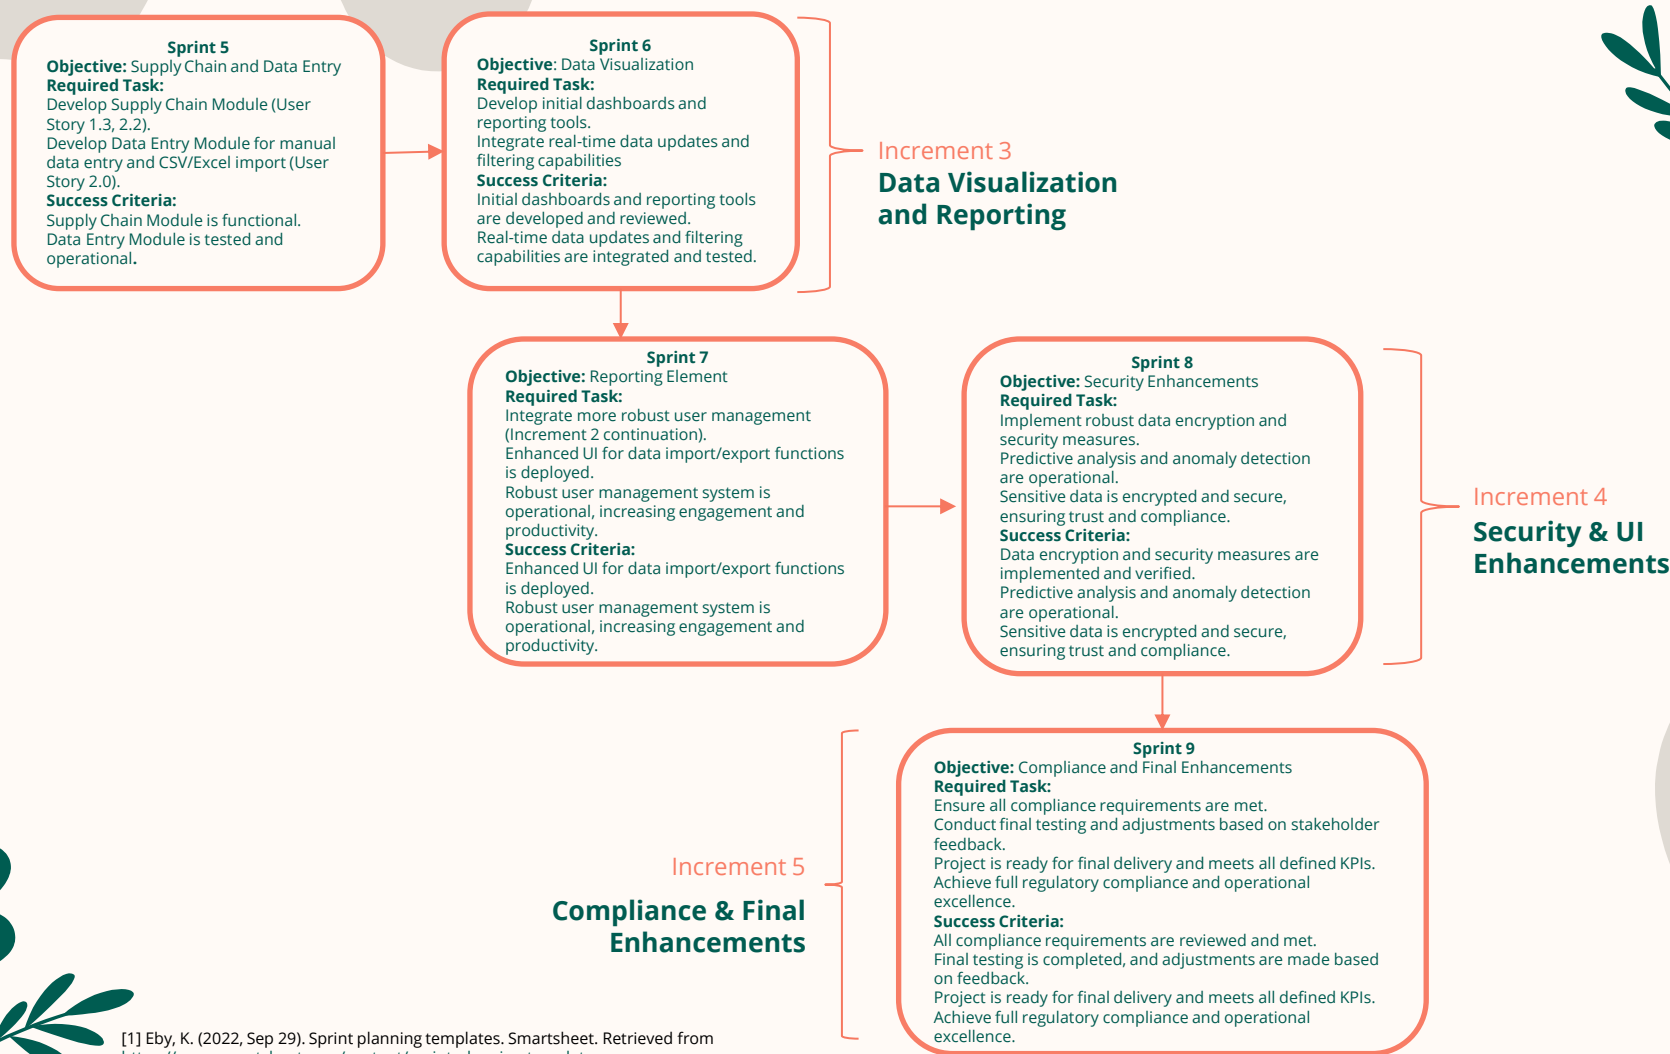 Sprint 5
Objective: Supply Chain and Data Entry
Required Task:
Develop Supply Chain Module (User
Story 1.3, 2.2).
Develop Data Entry Module for manual
data entry and CSV/Excel import (User
Story 2.0).
Success Criteria:
Supply Chain Module is functional.
Data Entry Module is tested and
operational.
Sprint 6
Objective: Data Visualization
Required Task:
Develop initial dashboards and
reporting tools.
Integrate real-time data updates and
filtering capabilities
Success Criteria:
Initial dashboards and reporting tools
are developed and reviewed.
Real-time data updates and filtering
capabilities are integrated and tested.
Increment 3
Data Visualization
and Reporting
Sprint 7
Objective: Reporting Element
Required Task:
Integrate more robust user management
(Increment 2 continuation).
Enhanced UI for data import/export functions
is deployed.
Robust user management system is
operational, increasing engagement and
productivity.
Success Criteria:
Enhanced UI for data import/export functions
is deployed.
Robust user management system is
operational, increasing engagement and
productivity.
Sprint 8
Objective: Security Enhancements
Required Task:
Implement robust data encryption and
security measures.
Predictive analysis and anomaly detection
are operational.
Sensitive data is encrypted and secure,
ensuring trust and compliance.
Success Criteria:
Data encryption and security measures are
implemented and verified.
Predictive analysis and anomaly detection
are operational.
Sensitive data is encrypted and secure,
ensuring trust and compliance.
Increment 4
Security & UI
Enhancements
Increment 5
Compliance & Final
Enhancements
Sprint 9
Objective: Compliance and Final Enhancements
Required Task:
Ensure all compliance requirements are met.
Conduct final testing and adjustments based on stakeholder
feedback.
Project is ready for final delivery and meets all defined KPIs.
Achieve full regulatory compliance and operational
excellence.
Success Criteria:
All compliance requirements are reviewed and met.
Final testing is completed, and adjustments are made based
on feedback.
Project is ready for final delivery and meets all defined KPIs.
Achieve full regulatory compliance and operational
excellence.
[1] Eby, K. (2022, Sep 29). Sprint planning templates. Smartsheet. Retrieved from